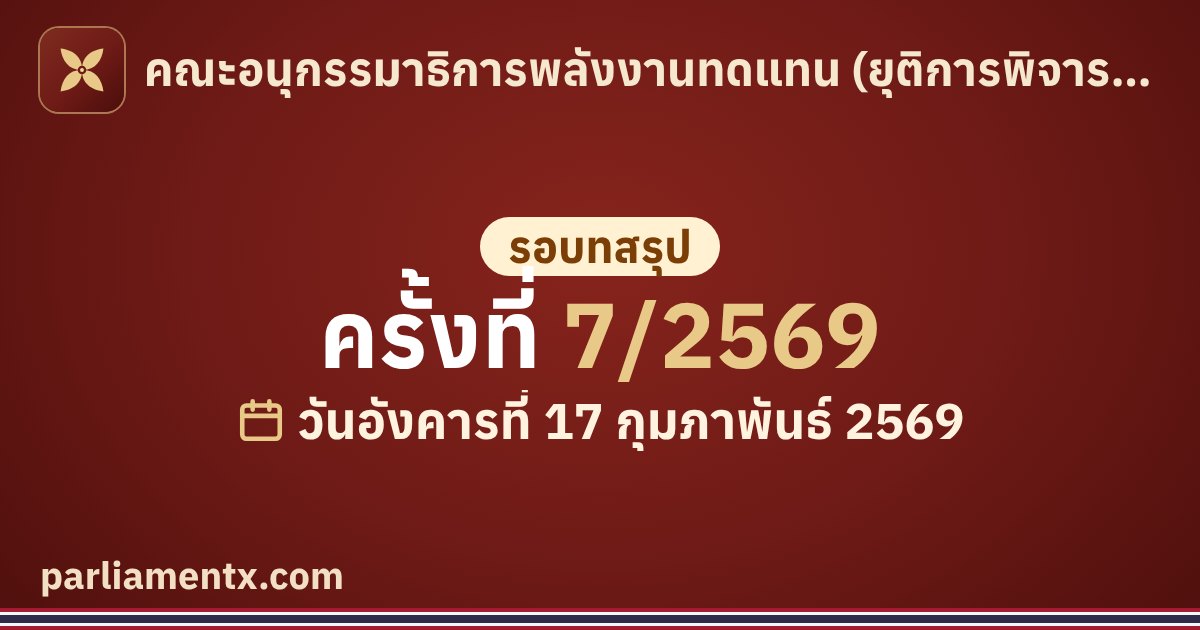 คณะอนุกรรมาธิการพลังงานทดแทน (ยุติการพิจาร...
รอบทสรุป
ครั้งที่ 7/2569
วันอังคารที่ 17 กุมภาพันธ์ 2569
parliamentx.com